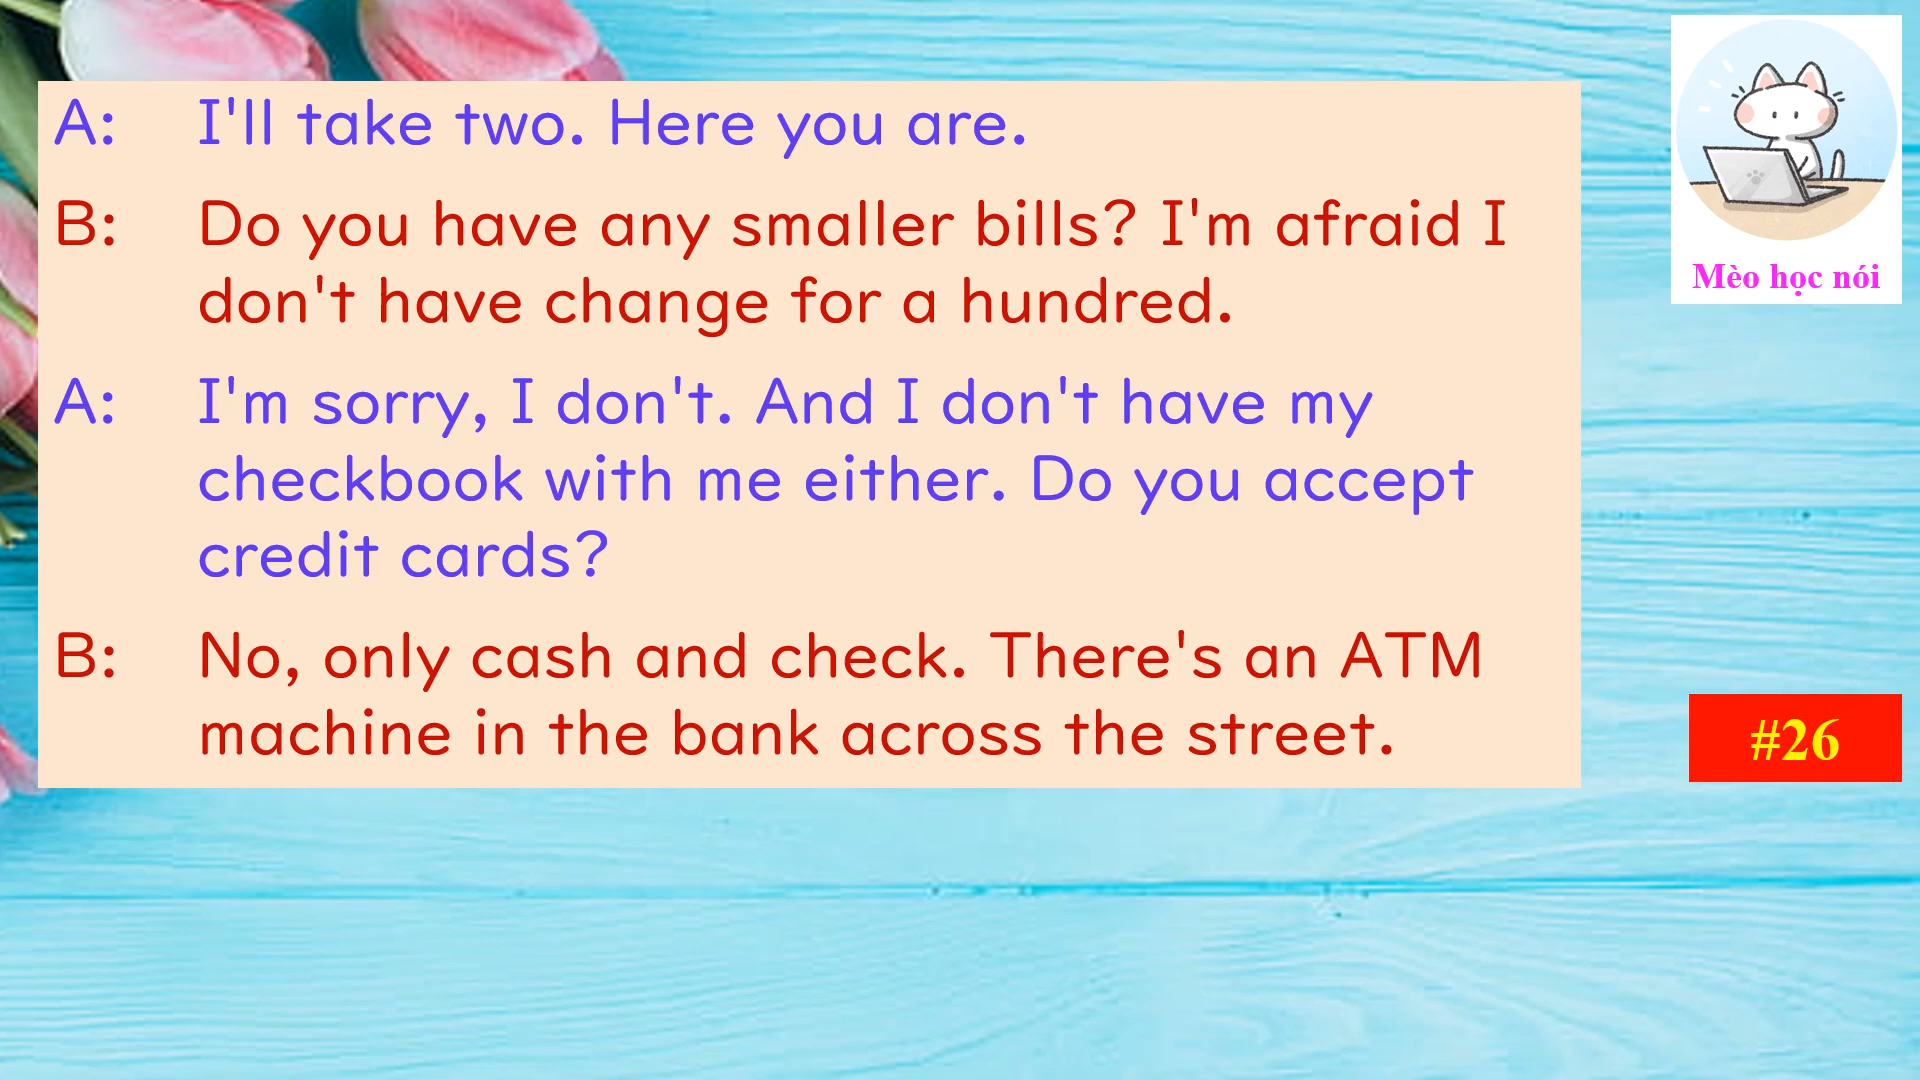 A: I'll take two. Here you are.
B: Do you have any smaller bills? I'm afraid I
don't have change for a hundred.
A: I'm sorry, I don't. And I don't have my
checkbook with me either. Do you accept
credit cards?
B: No, only cash and check. There's an ATM
machine in the bank across the street.
Mèo học nói
#26